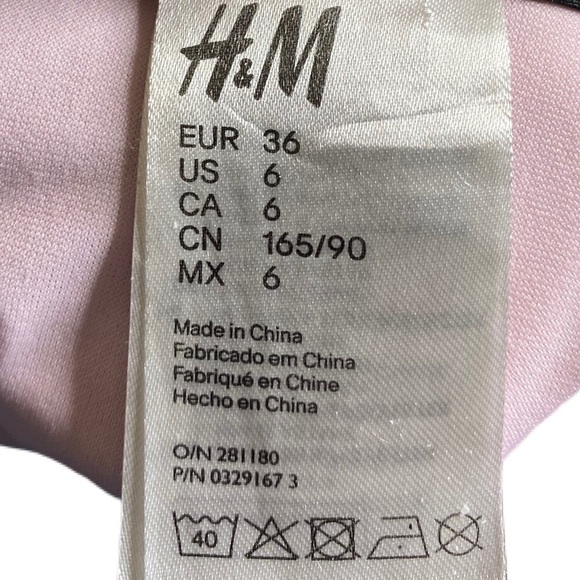 H&M
EUR 36
US 6
CA 6
CN 165/90
MX 6
Made in China
Fabricado em China
Fabriqué en Chine
Hecho en China
O/N 281180
P/N 0329167 3
40